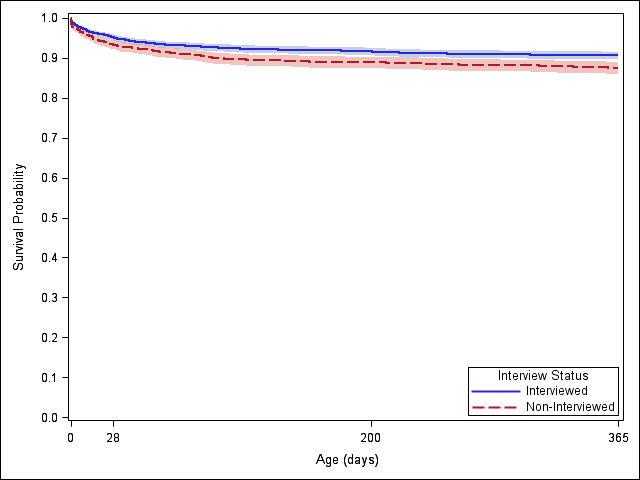 1.0
0.9
0.8
0.7
0.6
0.5
0.4
0.3
0.2
0.1
0.0
Survival Probability
0 28 200 365
Age (days)
Interview Status
Interviewed
Non-Interviewed